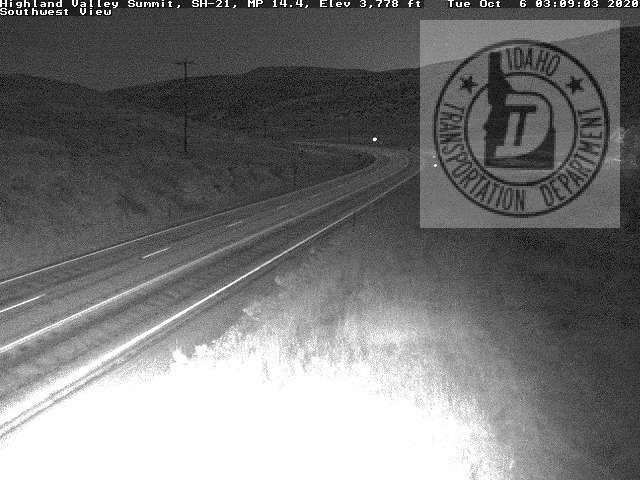 Highland Valley Summit, SH-21, MP 14.4, Elev 3,778 ft   Tue Oct  6 03:09:03 2020
Southwest View
IDAHO
TRANSPORTATION DEPARTMENT
ITD